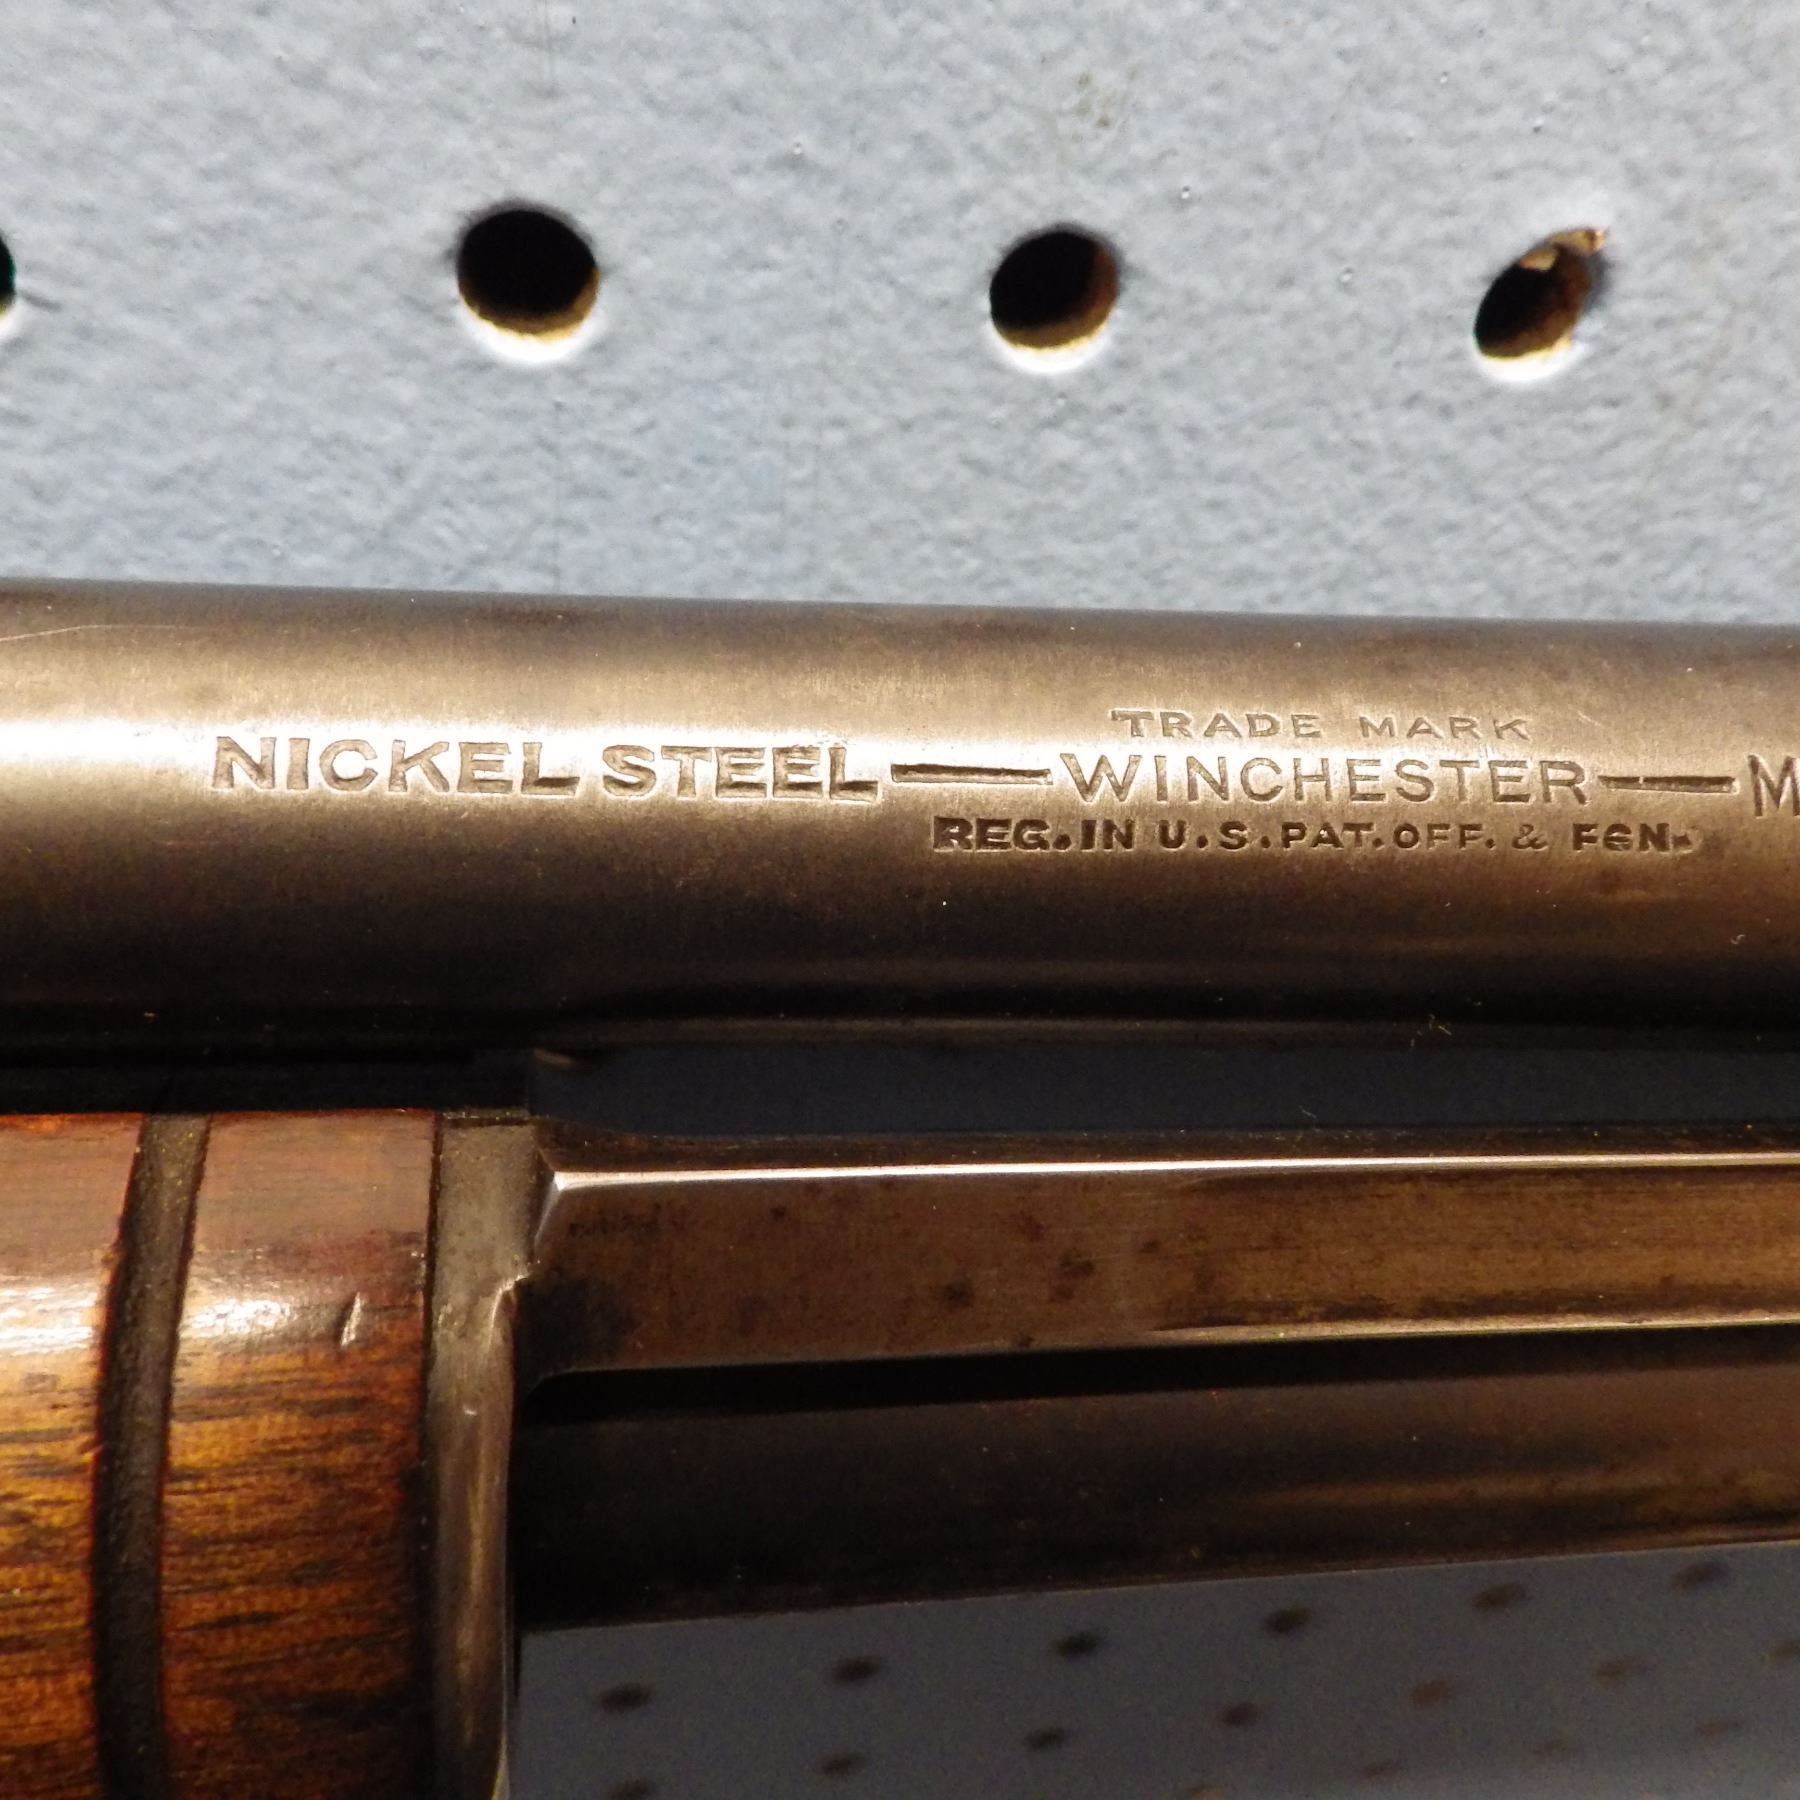 TRADE MARK
NICKEL STEEL — WINCHESTER — M
REG. IN U.S. PAT. OFF. & FGN.